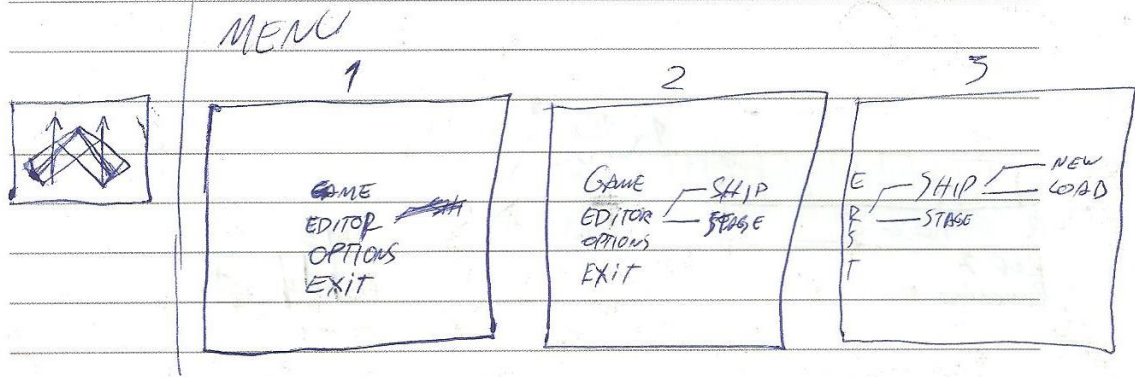 MENU
1
2
3
GAME
EDITOR
OPTIONS
EXIT
GAME
EDITOR
SHIP
STAGE
OPTIONS
EXIT
E
R
S
T
SHIP
STAGE
NEW
LOAD